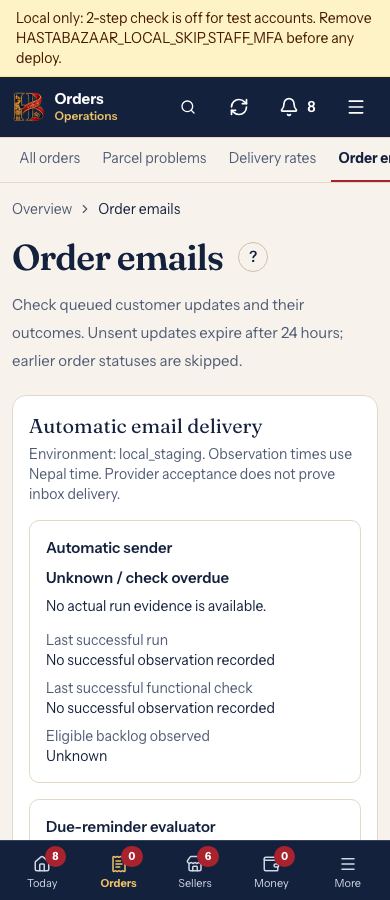 Local only: 2-step check is off for test accounts. Remove
HASTABAZAAR_LOCAL_SKIP_STAFF_MFA before any
deploy.
Orders
Operations
8
All orders
Parcel problems
Delivery rates
Order e
Overview
Order emails
Order emails
?
Check queued customer updates and their
outcomes. Unsent updates expire after 24 hours;
earlier order statuses are skipped.
Automatic email delivery
Environment: local_staging. Observation times use
Nepal time. Provider acceptance does not prove
inbox delivery.
Automatic sender
Unknown / check overdue
No actual run evidence is available.
Last successful run
No successful observation recorded
Last successful functional check
No successful observation recorded
Eligible backlog observed
Unknown
Due-reminder evaluator
8
0
6
0
Today
Orders
Sellers
Money
More